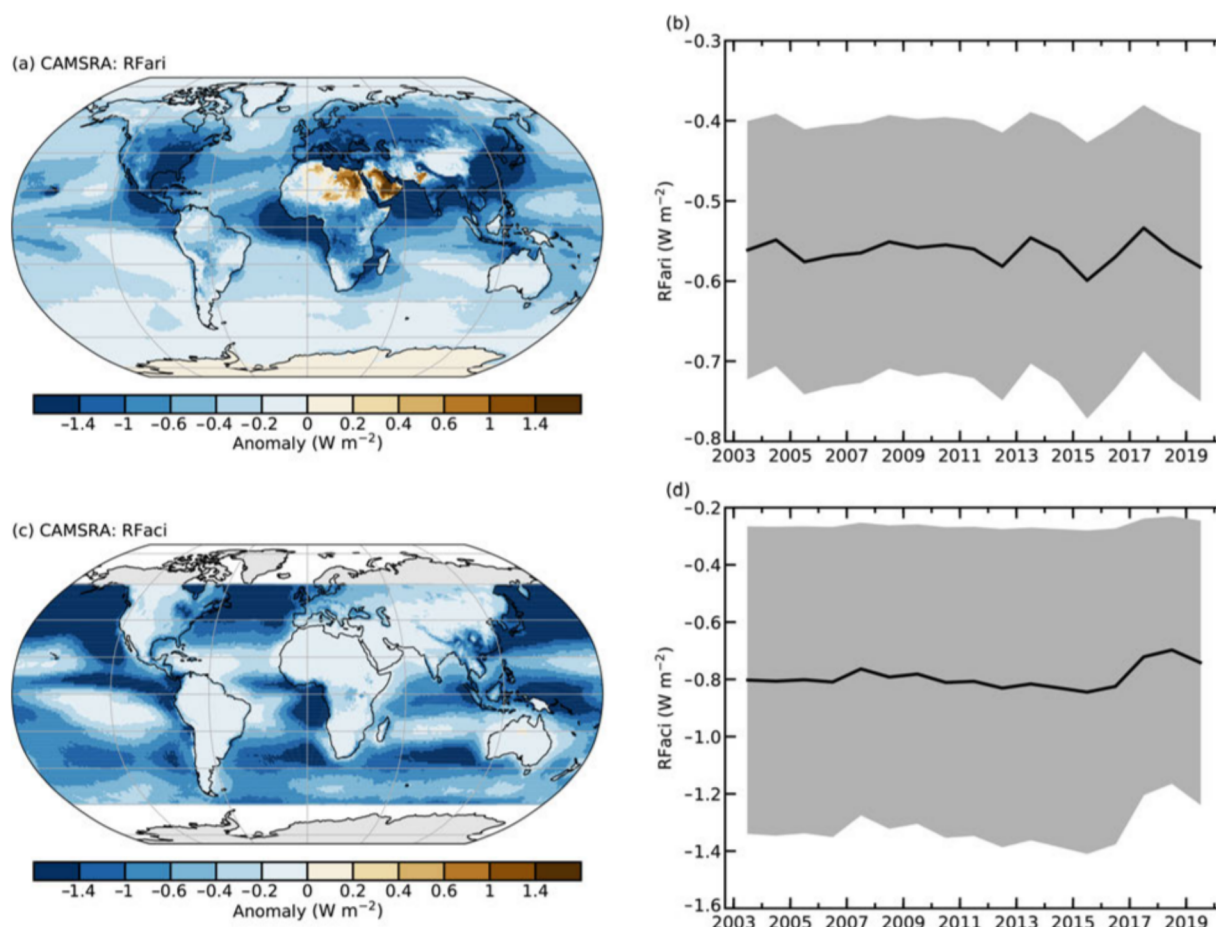 (a) CAMSRA: RFari
−1.4 −1 −0.6 −0.4 −0.2 0 0.2 0.4 0.6 1 1.4
Anomaly (W m−2)
(b)
−0.3
−0.4
−0.5
−0.6
−0.7
−0.8
RFari (W m−2)
2003 2005 2007 2009 2011 2013 2015 2017 2019
(c) CAMSRA: RFaci
−1.4 −1 −0.6 −0.4 −0.2 0 0.2 0.4 0.6 1 1.4
Anomaly (W m−2)
(d)
−0.2
−0.4
−0.6
−0.8
−1.0
−1.2
−1.4
−1.6
RFaci (W m−2)
2003 2005 2007 2009 2011 2013 2015 2017 2019